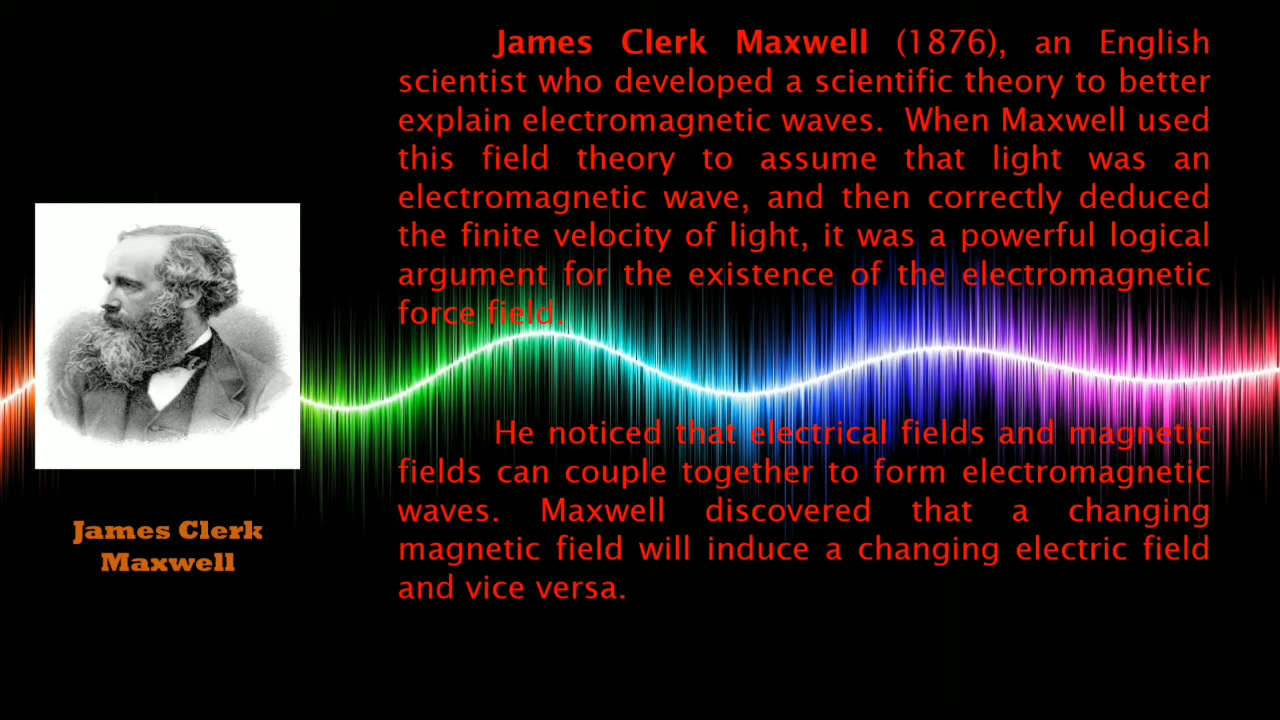 James Clerk Maxwell (1876), an English
scientist who developed a scientific theory to better
explain electromagnetic waves.  When Maxwell used
this field theory to assume that light was an
electromagnetic wave, and then correctly deduced
the finite velocity of light, it was a powerful logical
argument for the existence of the electromagnetic
force field.
He noticed that electrical fields and magnetic
fields can couple together to form electromagnetic
waves. Maxwell discovered that a changing
magnetic field will induce a changing electric field
and vice versa.
James Clerk
Maxwell